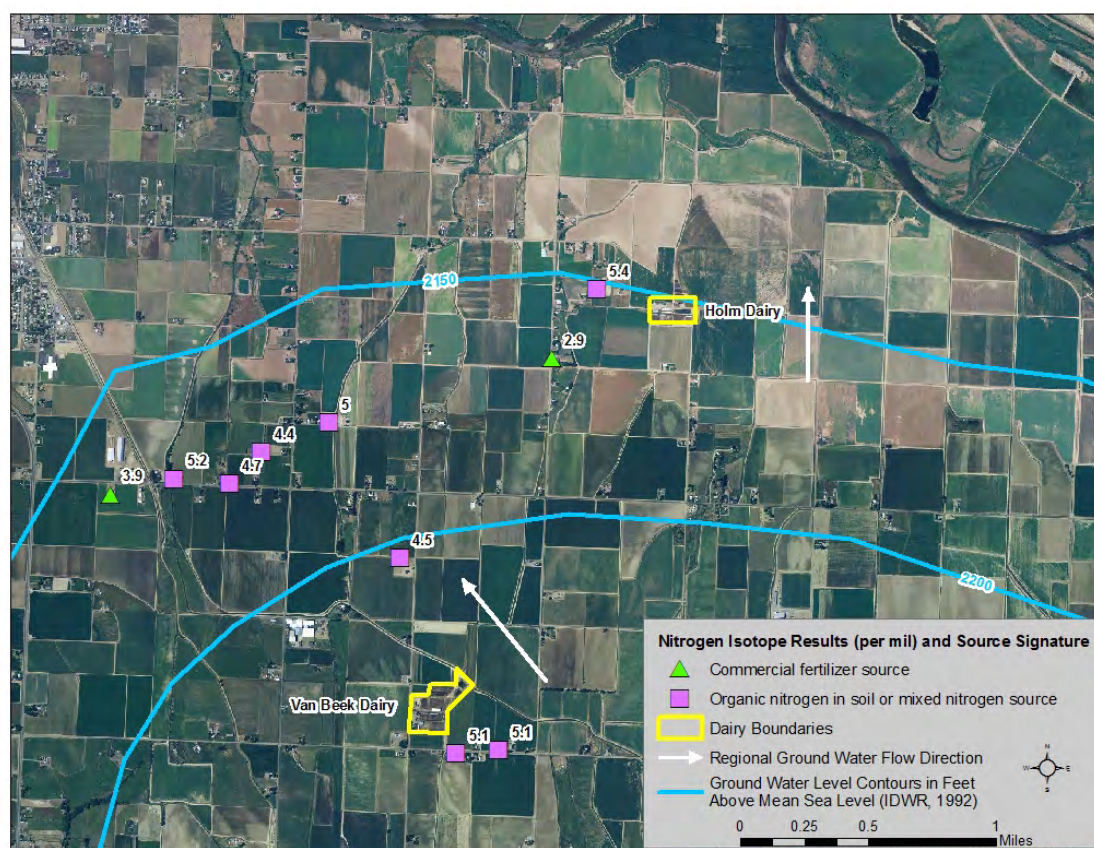 2150
5.4
Holm Dairy
2.9
5
4.4
5.2
4.7
3.9
4.5
2200
Van Beek Dairy
5.1
5.1
Nitrogen Isotope Results (per mil) and Source Signature
Commercial fertilizer source
Organic nitrogen in soil or mixed nitrogen source
Dairy Boundaries
Regional Ground Water Flow Direction
Ground Water Level Contours in Feet
Above Mean Sea Level (IDWR, 1992)
N
W
E
S
0
0.25
0.5
1
Miles